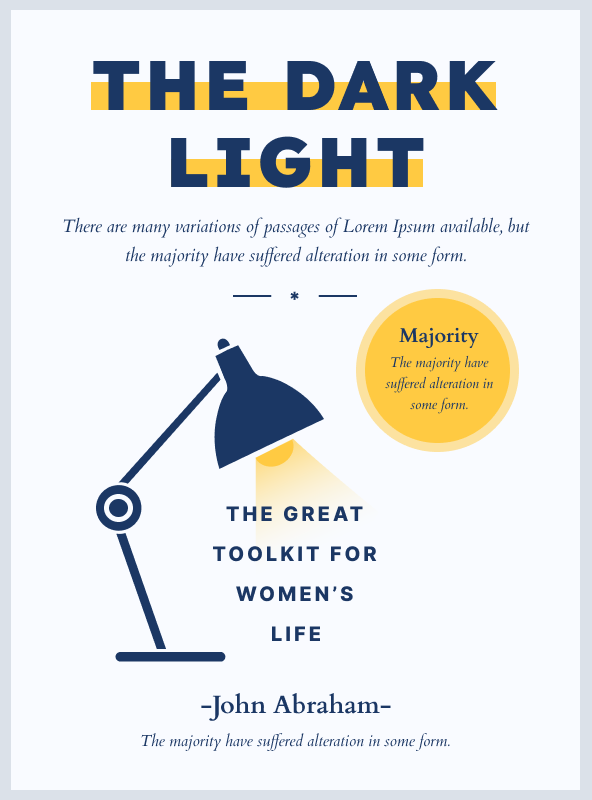 THE DARK
LIGHT
There are many variations of passages of Lorem Ipsum available, but
the majority have suffered alteration in some form.
*
Majority
The majority have
suffered alteration in
some form.
THE GREAT
TOOLKIT FOR
WOMEN’S
LIFE
-John Abraham-
The majority have suffered alteration in some form.